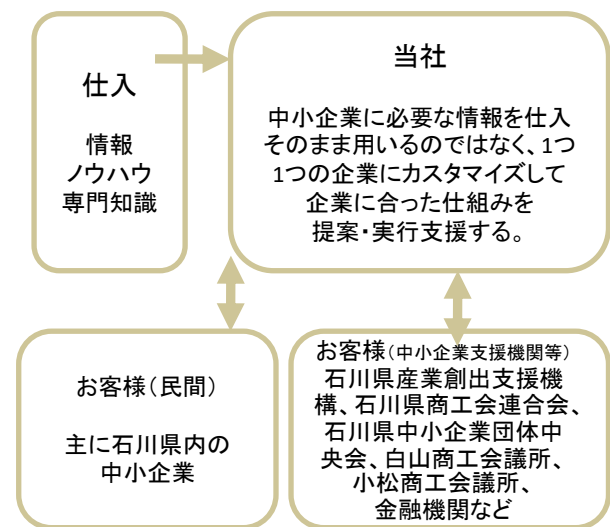 仕入
情報
ノウハウ
専門知識
当社
中小企業に必要な情報を仕入
そのまま用いるのではなく、1つ
1つの企業にカスタマイズして
企業に合った仕組みを
提案・実行支援する。
お客様（民間）
主に石川県内の
中小企業
お客様（中小企業支援機関等）
石川県産業創出支援機
構、石川県商工会連合会、
石川県中小企業団体中
央会、白山商工会議所、
小松商工会議所、
金融機関など